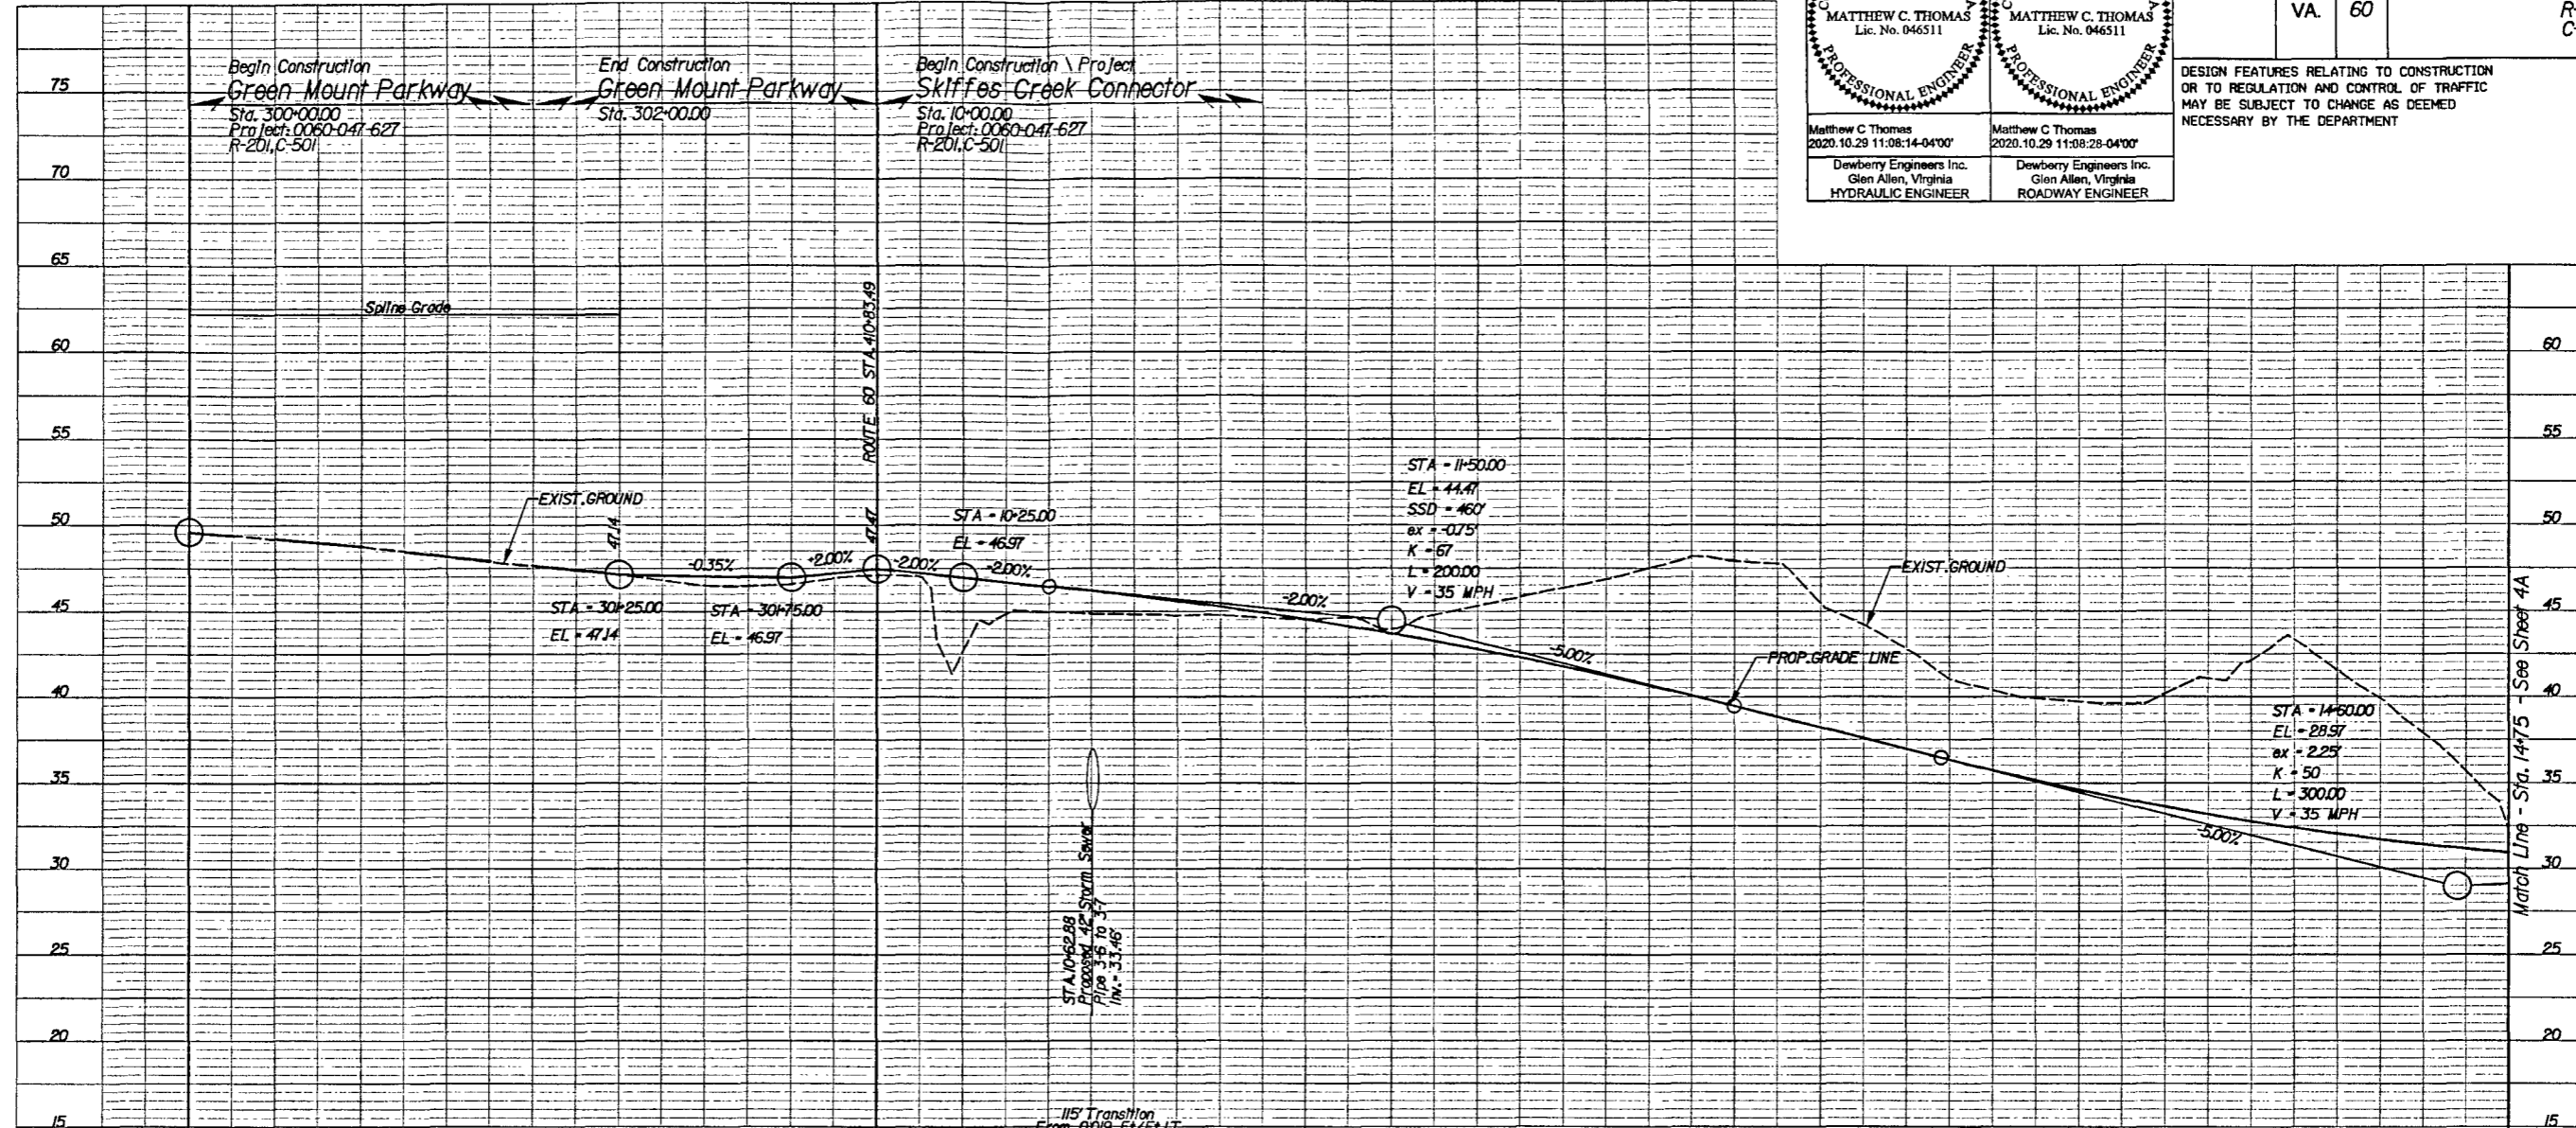 MATTHEW C. THOMAS
Lic. No. 046511
PROFESSIONAL ENGINEER
MATTHEW C. THOMAS
Lic. No. 046511
PROFESSIONAL ENGINEER
VA.
60
Matthew C Thomas
2020.10.29 11:08:14-04'00'
Matthew C Thomas
2020.10.29 11:08:28-04'00'
Dewberry Engineers Inc.
Glen Allen, Virginia
HYDRAULIC ENGINEER
Dewberry Engineers Inc.
Glen Allen, Virginia
ROADWAY ENGINEER
DESIGN FEATURES RELATING TO CONSTRUCTION
OR TO REGULATION AND CONTROL OF TRAFFIC
MAY BE SUBJECT TO CHANGE AS DEEMED
NECESSARY BY THE DEPARTMENT
Begin Construction
Green Mount Parkway
Sta. 300+00.00
Project: 0060-047-627
R-201, C-501
End Construction
Green Mount Parkway
Sta. 302+00.00
Begin Construction \ Project
Skiffes Creek Connector
Sta. 10+00.00
Project: 0060-047-627
R-201, C-501
75
70
65
60
55
50
45
40
35
30
25
20
15
Spline Grade
ROUTE 60 STA. 40+83.49
EXIST. GROUND
47.14
-0.35%
+2.00%
47.47
-2.00%
STA = 10+25.00
EL = 46.97
-2.00%
STA = 301+25.00
EL = 47.14
STA = 301+75.00
EL = 46.97
-2.00%
STA = 11+50.00
EL = 44.47
SSD = 460'
ex = -0.75'
K = 67
L = 200.00
V = 35 MPH
-5.00%
PROP. GRADE LINE
EXIST. GROUND
STA = 14+60.00
EL = 28.97
ex = 2.25'
K = 50
L = 300.00
V = 35 MPH
-5.00%
STA. 10+62.88
Proposed 42" Storm Sewer
Pipe 3-6 to 3-7
Inv. = 33.46'
115' Transition
60
55
50
45
40
35
30
25
20
15
Match Line - Sta. 14+75 - See Sheet 4A